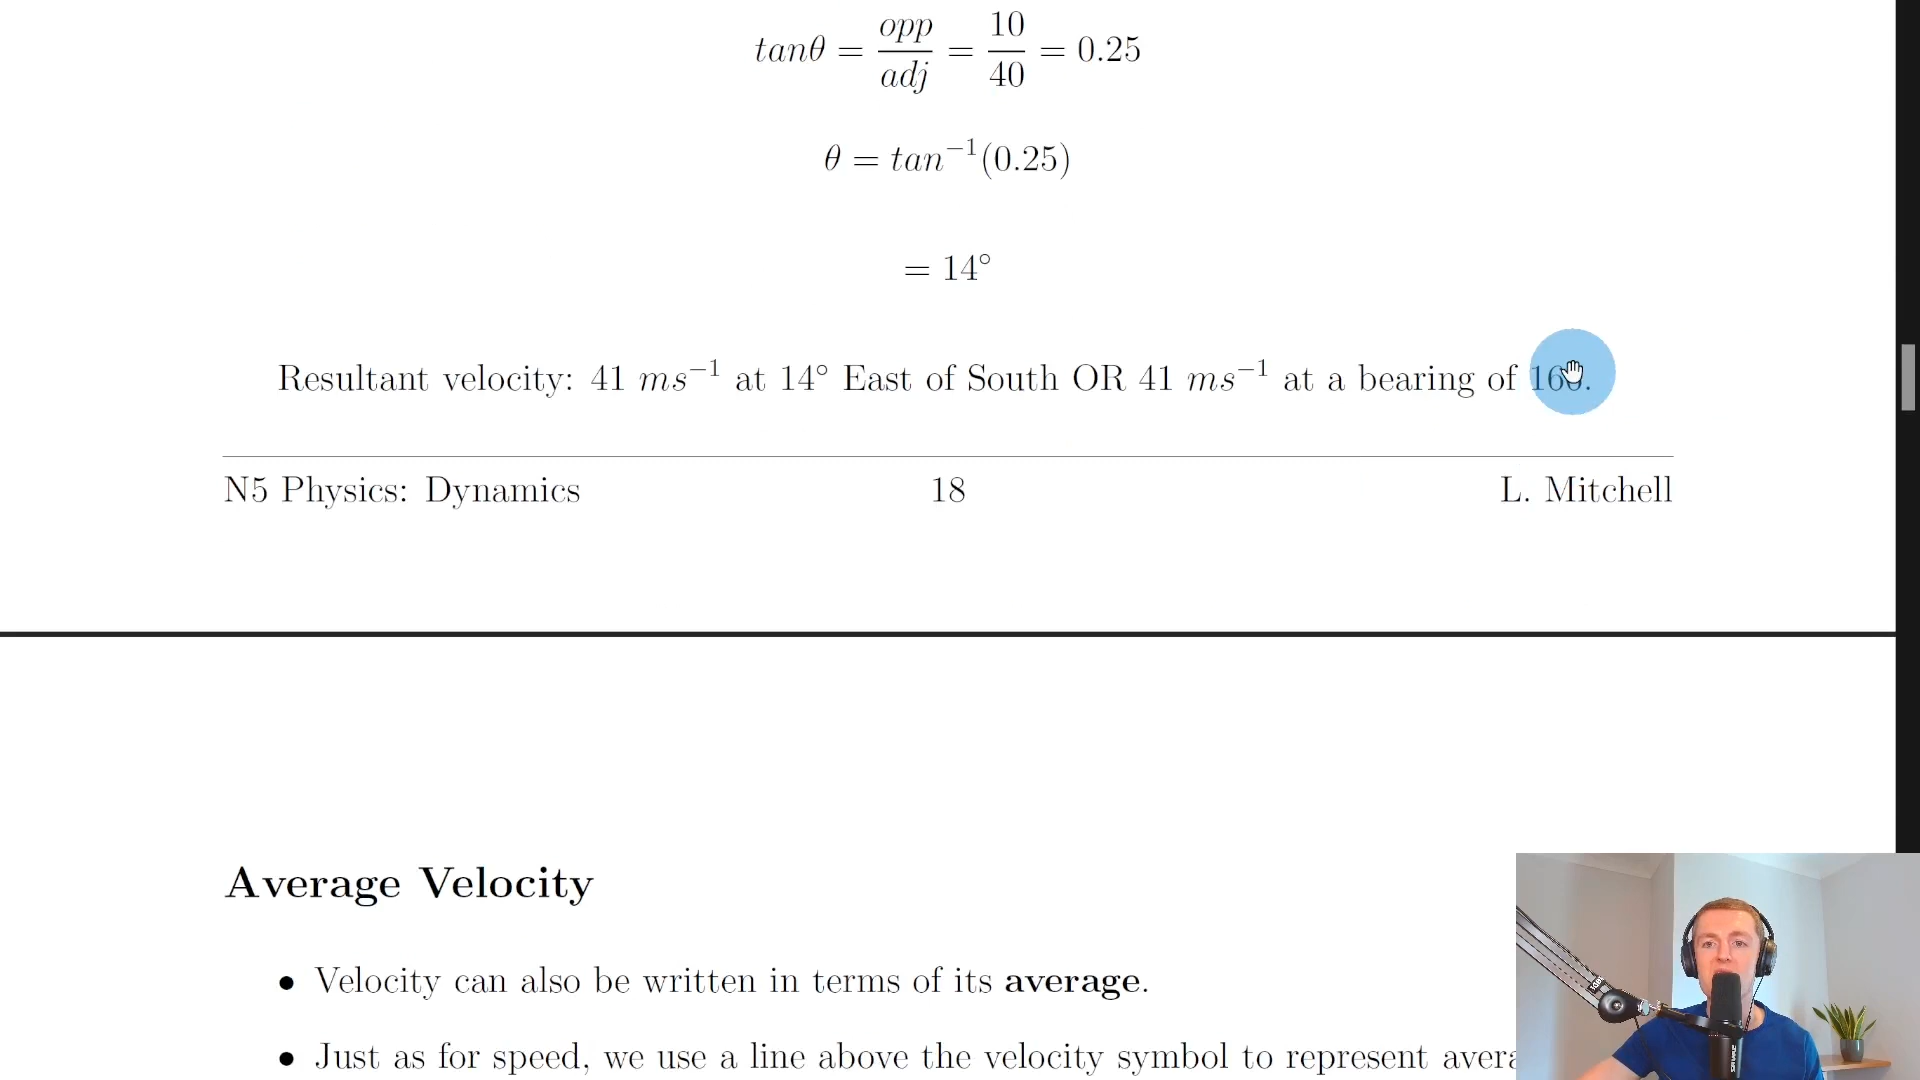 tanθ = opp/adj = 10/40 = 0.25
θ = tan⁻¹(0.25)
= 14°
Resultant velocity: 41 ms⁻¹ at 14° East of South OR 41 ms⁻¹ at a bearing of 166.
N5 Physics: Dynamics 18 L. Mitchell
Average Velocity
• Velocity can also be written in terms of its average.
• Just as for speed, we use a line above the velocity symbol to represent